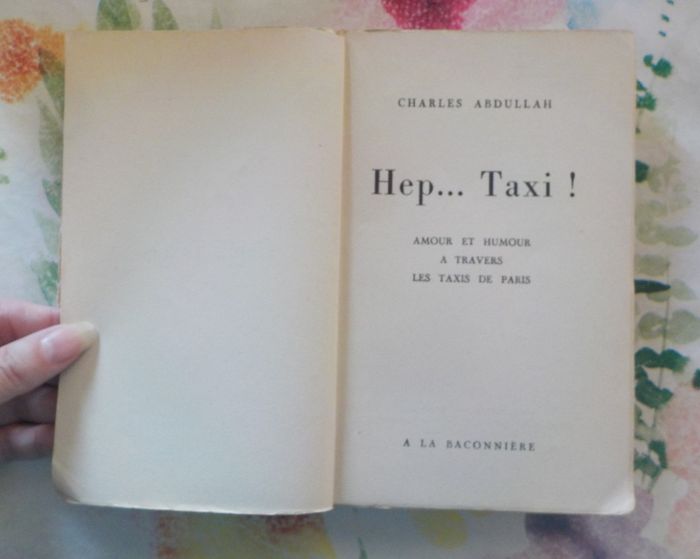 CHARLES ABDULLAH
Hep... Taxi !
AMOUR ET HUMOUR
A TRAVERS
LES TAXIS DE PARIS
A LA BACONNIÈRE